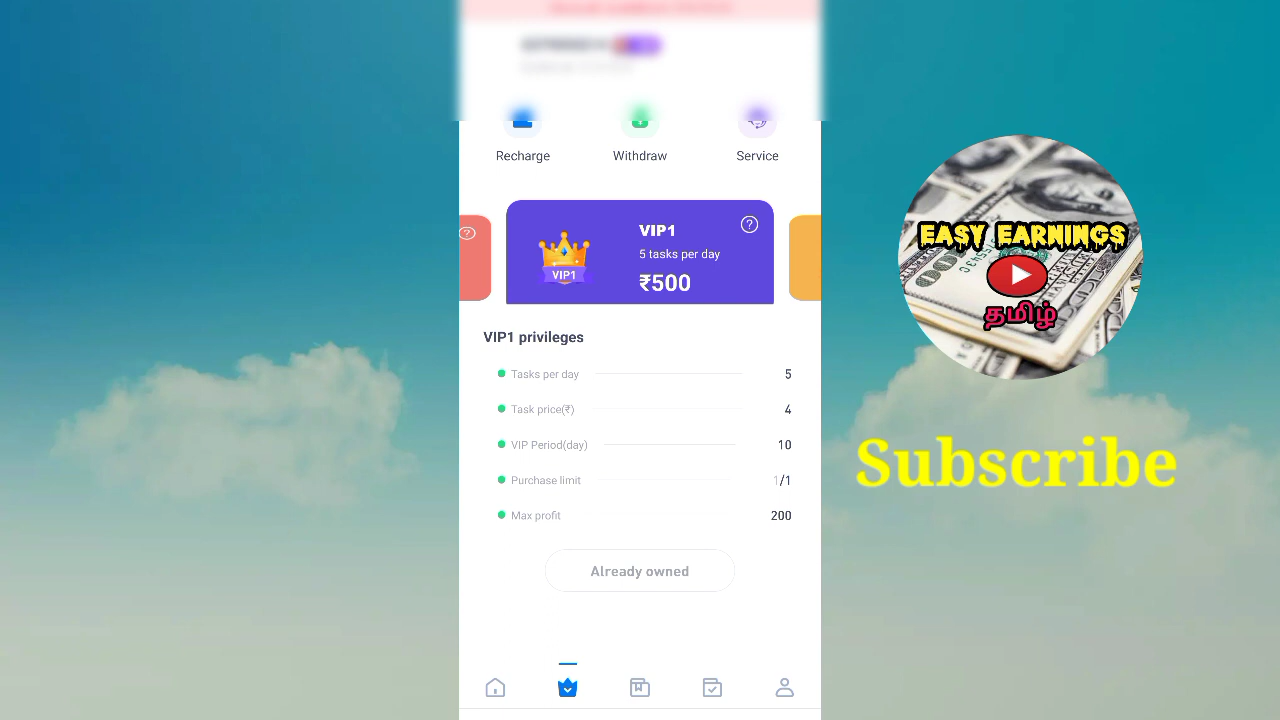 Recharge
Withdraw
Service
VIP1
VIP1
5 tasks per day
₹500
VIP1 privileges
Tasks per day 5
Task price(₹) 4
VIP Period(day) 10
Purchase limit 1/1
Max profit 200
Already owned
EASY EARNINGS
தமிழ்
Subscribe